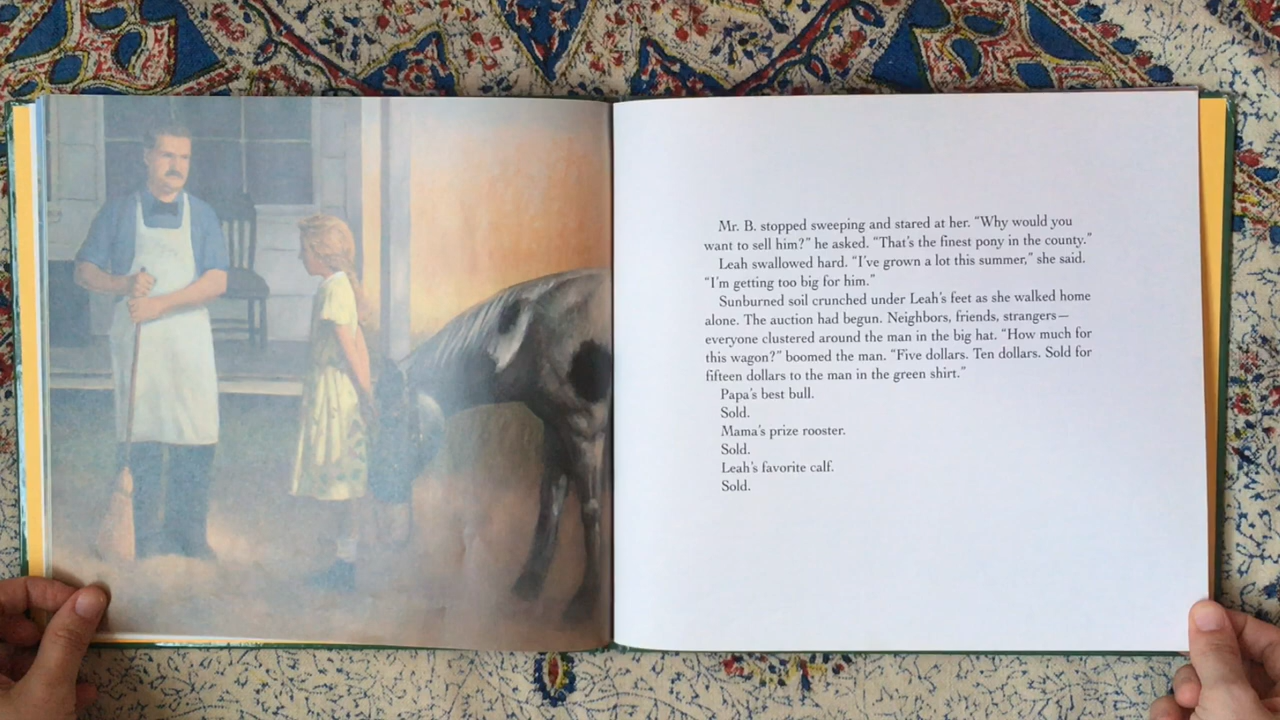 Mr. B. stopped sweeping and stared at her. “Why would you
want to sell him?” he asked. “That’s the finest pony in the county.”
Leah swallowed hard. “I’ve grown a lot this summer,” she said.
“I’m getting too big for him.”
Sunburned soil crunched under Leah’s feet as she walked home
alone. The auction had begun. Neighbors, friends, strangers—
everyone clustered around the man in the big hat. “How much for
this wagon?” boomed the man. “Five dollars. Ten dollars. Sold for
fifteen dollars to the man in the green shirt.”
Papa’s best bull.
Sold.
Mama’s prize rooster.
Sold.
Leah’s favorite calf.
Sold.